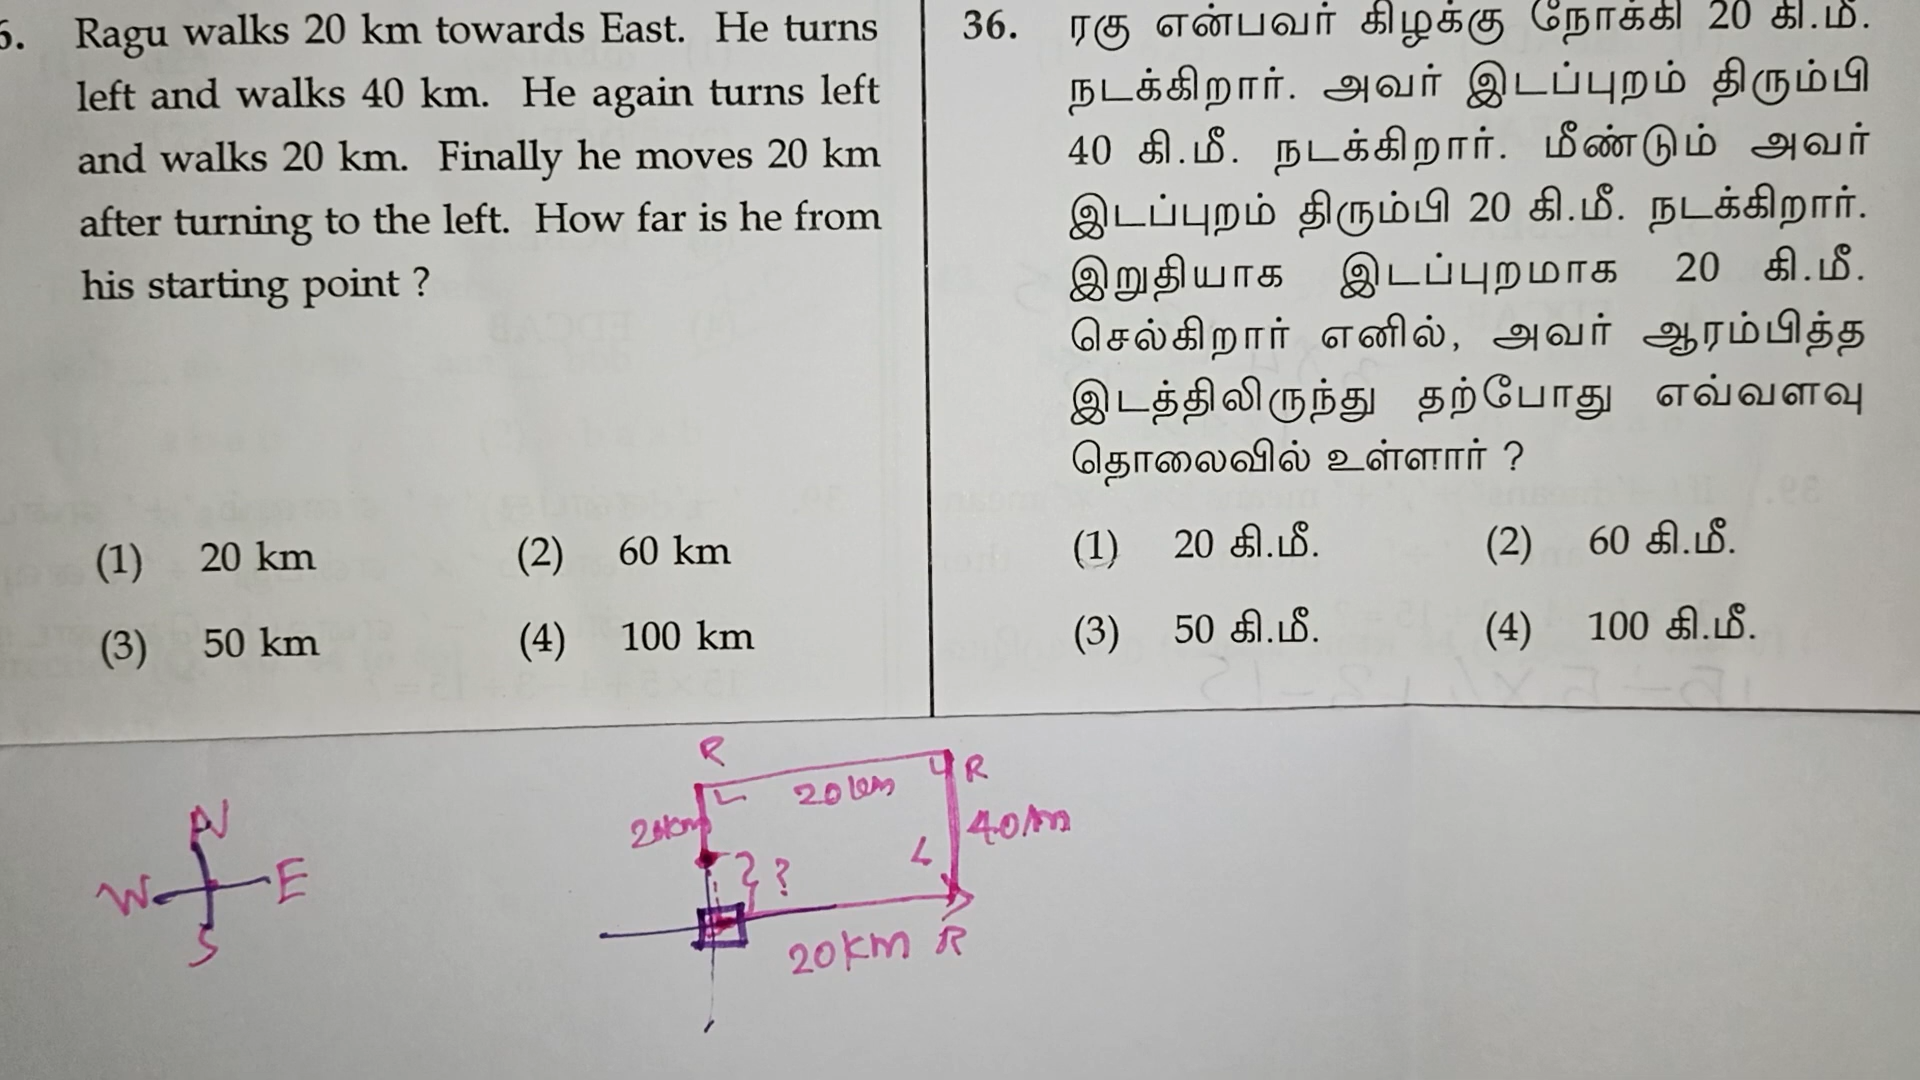 6. Ragu walks 20 km towards East. He turns
left and walks 40 km. He again turns left
and walks 20 km. Finally he moves 20 km
after turning to the left. How far is he from
his starting point ?
(1) 20 km (2) 60 km
(3) 50 km (4) 100 km
36. ரகு என்பவர் கிழக்கு நோக்கி 20 கி.மீ.
நடக்கிறார். அவர் இடப்புறம் திரும்பி
40 கி.மீ. நடக்கிறார். மீண்டும் அவர்
இடப்புறம் திரும்பி 20 கி.மீ. நடக்கிறார்.
இறுதியாக இடப்புறமாக 20 கி.மீ.
செல்கிறார் எனில், அவர் ஆரம்பித்த
இடத்திலிருந்து தற்போது எவ்வளவு
தொலைவில் உள்ளார் ?
(1) 20 கி.மீ. (2) 60 கி.மீ.
(3) 50 கி.மீ. (4) 100 கி.மீ.
N
W E
S
R
20 km R
20km 40m
L
?
20km R